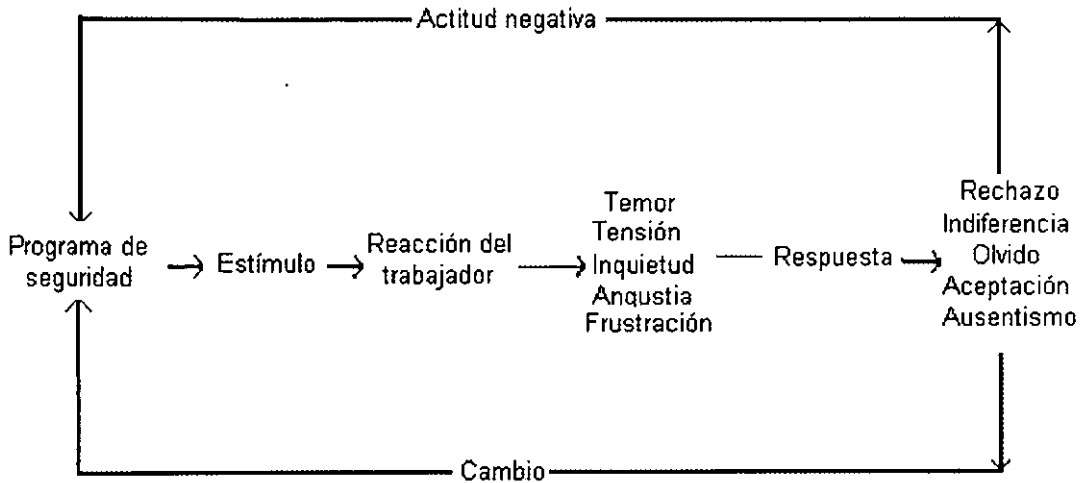 Actitud negativa
Programa de
seguridad
Estímulo
Reacción del
trabajador
Temor
Tensión
Inquietud
Angustia
Frustración
Respuesta
Rechazo
Indiferencia
Olvido
Aceptación
Ausentismo
Cambio